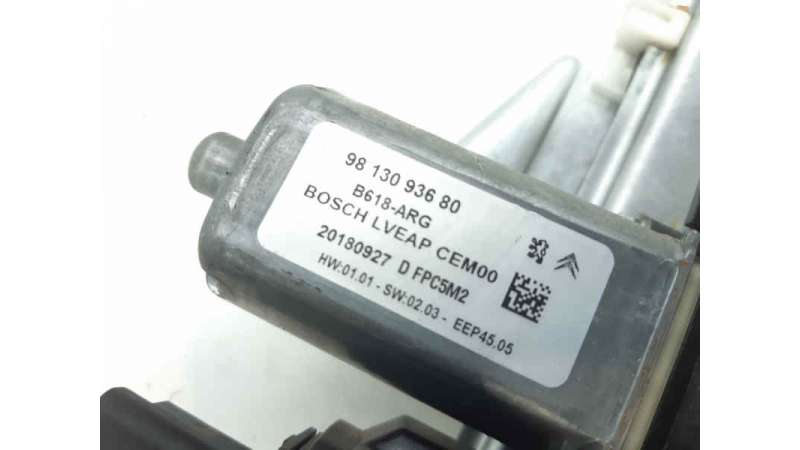 98 130 936 80
B618-ARG
BOSCH LVEAP CEM00
20180927 D FPC5M2
HW:01.01 - SW:02.03 - EEP45.05